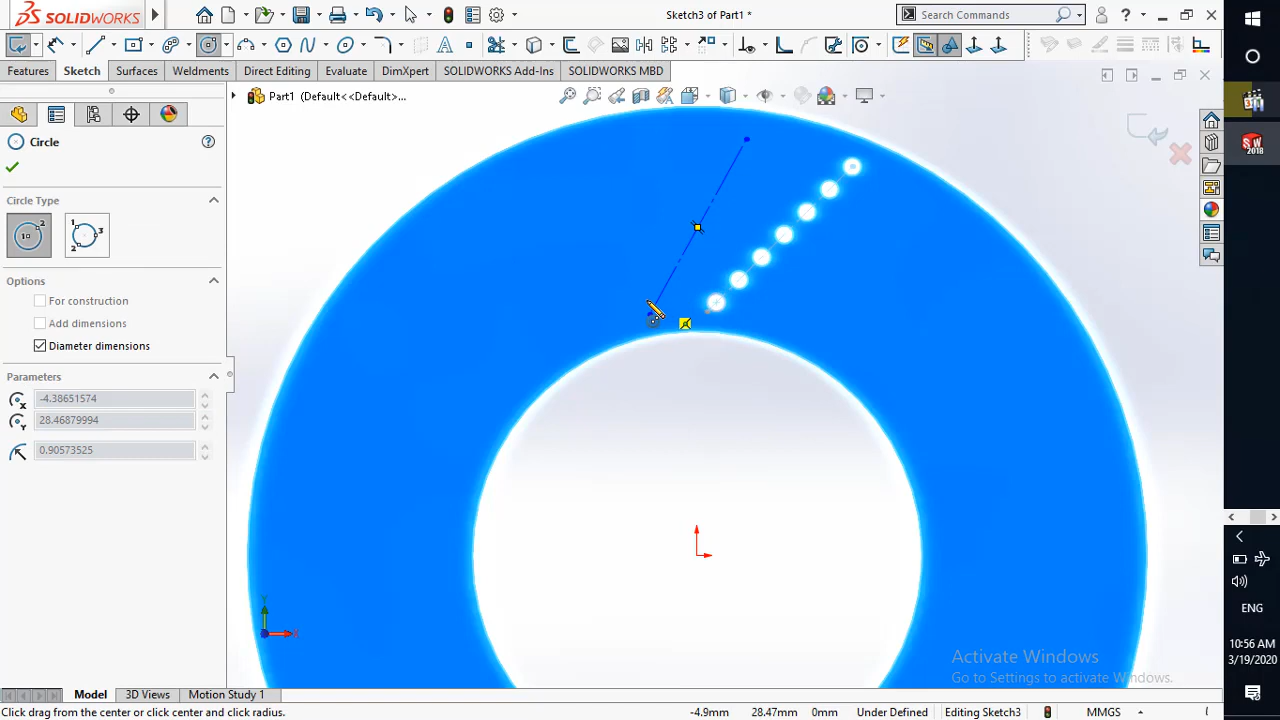 SOLIDWORKS
Sketch3 of Part1 *
Search Commands
?
Features
Sketch
Surfaces
Weldments
Direct Editing
Evaluate
DimXpert
SOLIDWORKS Add-Ins
SOLIDWORKS MBD
Part1 (Default<<Default>...
Circle
Circle Type
Options
For construction
Add dimensions
Diameter dimensions
Parameters
-4.38651574
28.46879994
0.90573525
Y
X
SW
2018
ENG
10:56 AM
3/19/2020
Activate Windows
Go to Settings to activate Windows.
Model
3D Views
Motion Study 1
Click drag from the center or click center and click radius.
-4.9mm
28.47mm
0mm
Under Defined
Editing Sketch3
MMGS